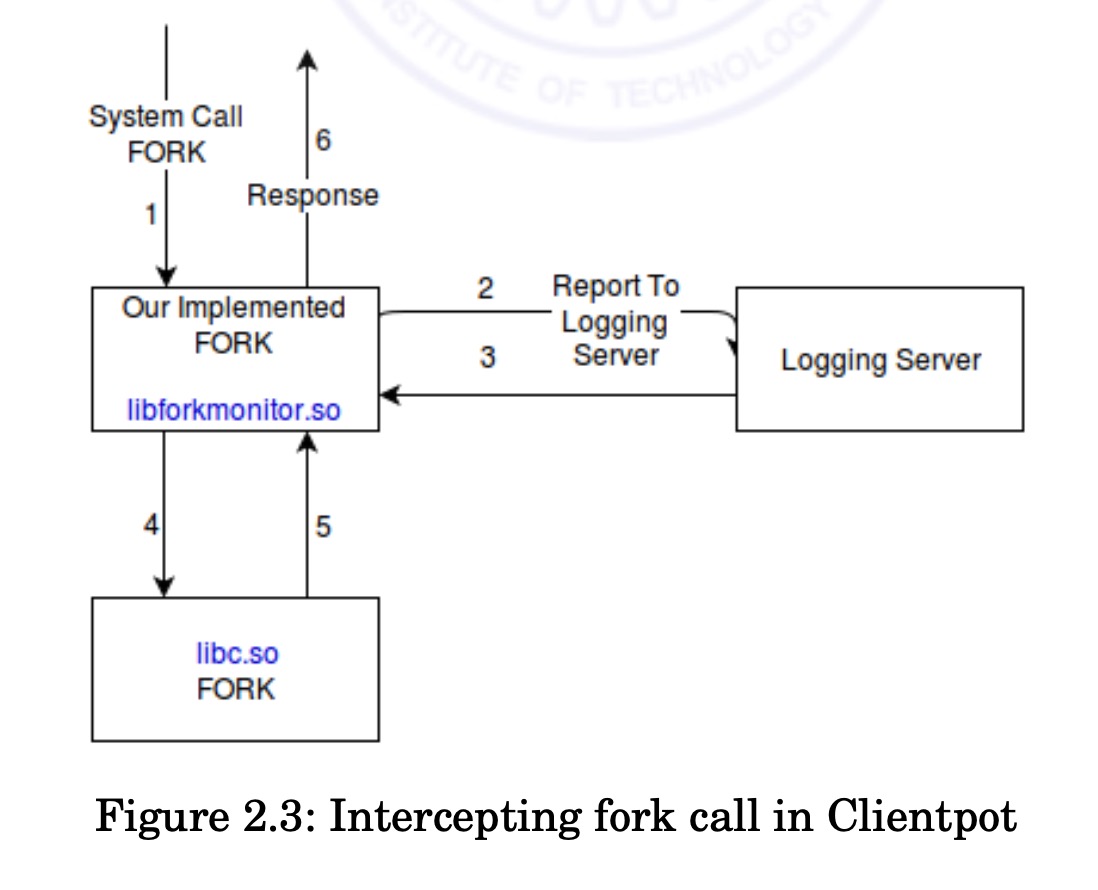 INSTITUTE OF TECHNOLOGY
System Call
FORK
1
6
Response
Our Implemented
FORK
libforkmonitor.so
2
Report To
Logging
Server
3
Logging Server
4
5
libc.so
FORK
Figure 2.3: Intercepting fork call in Clientpot